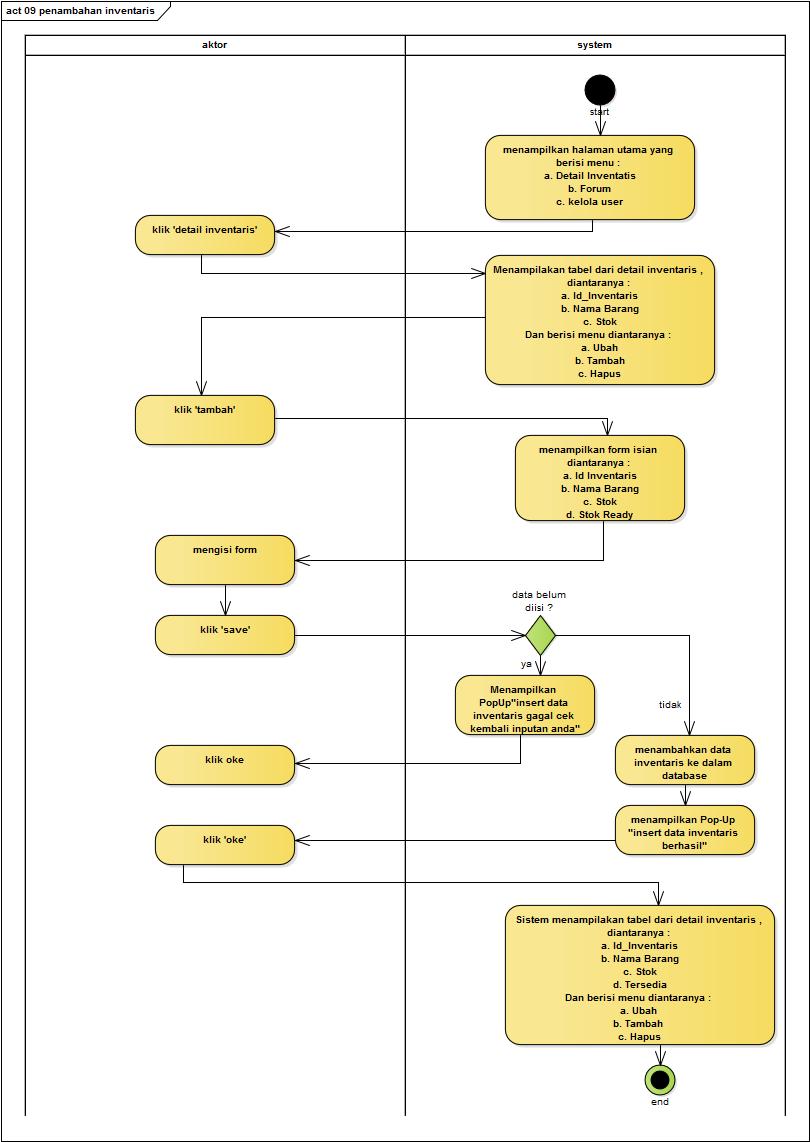 act 09 penambahan inventaris
aktor
system
start
menampilkan halaman utama yang
berisi menu :
a. Detail Inventatis
b. Forum
c. kelola user
klik 'detail inventaris'
Menampilakan tabel dari detail inventaris ,
diantaranya :
a. Id_Inventaris
b. Nama Barang
c. Stok
Dan berisi menu diantaranya :
a. Ubah
b. Tambah
c. Hapus
klik 'tambah'
menampilkan form isian
diantaranya :
a. Id Inventaris
b. Nama Barang
c. Stok
d. Stok Ready
mengisi form
klik 'save'
data belum
diisi ?
ya
tidak
Menampilkan
PopUp"insert data
inventaris gagal cek
kembali inputan anda"
klik oke
menambahkan data
inventaris ke dalam
database
menampilkan Pop-Up
"insert data inventaris
berhasil"
klik 'oke'
Sistem menampilakan tabel dari detail inventaris ,
diantaranya :
a. Id_Inventaris
b. Nama Barang
c. Stok
d. Tersedia
Dan berisi menu diantaranya :
a. Ubah
b. Tambah
c. Hapus
end